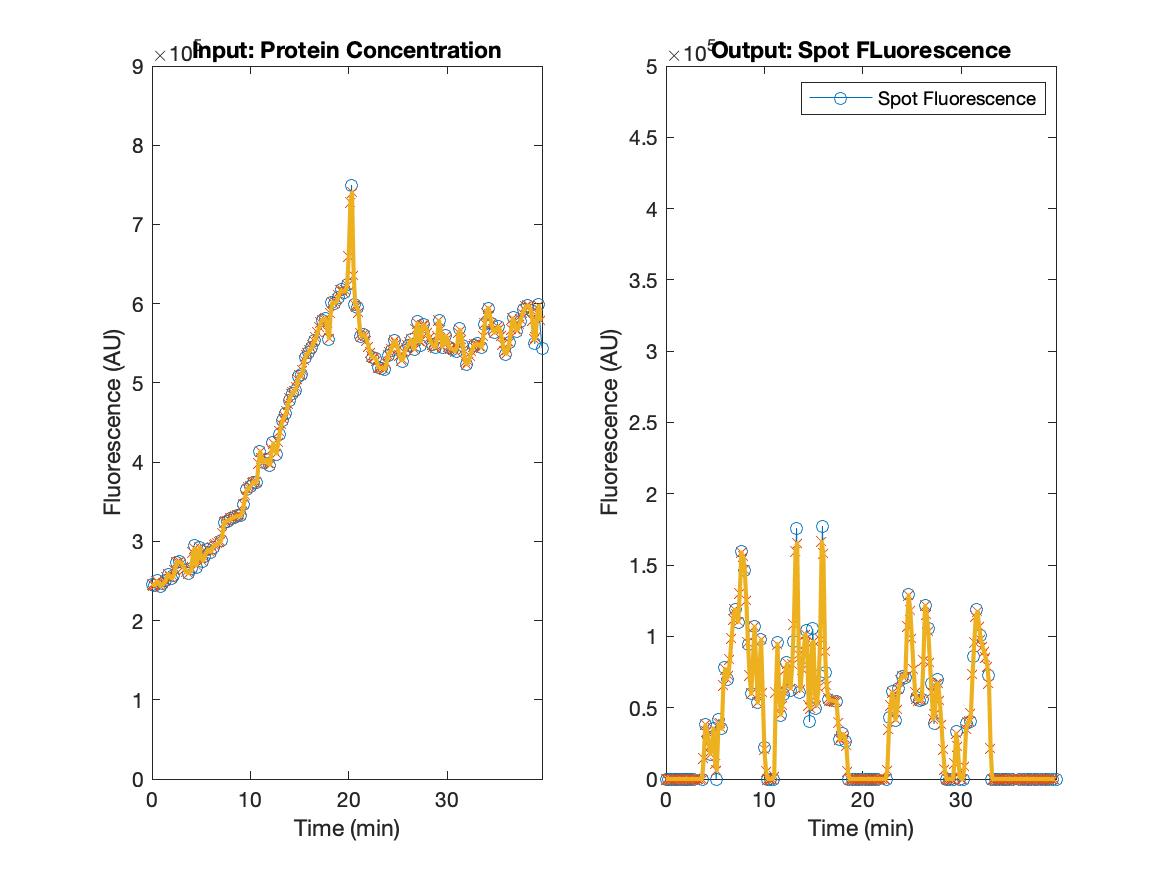 ×10⁵
Input: Protein Concentration
9
8
7
6
5
4
3
2
1
0
Fluorescence (AU)
0 10 20 30
Time (min)
×10⁵
Output: Spot FLuorescence
Spot Fluorescence
5
4.5
4
3.5
3
2.5
2
1.5
1
0.5
0
Fluorescence (AU)
0 10 20 30
Time (min)